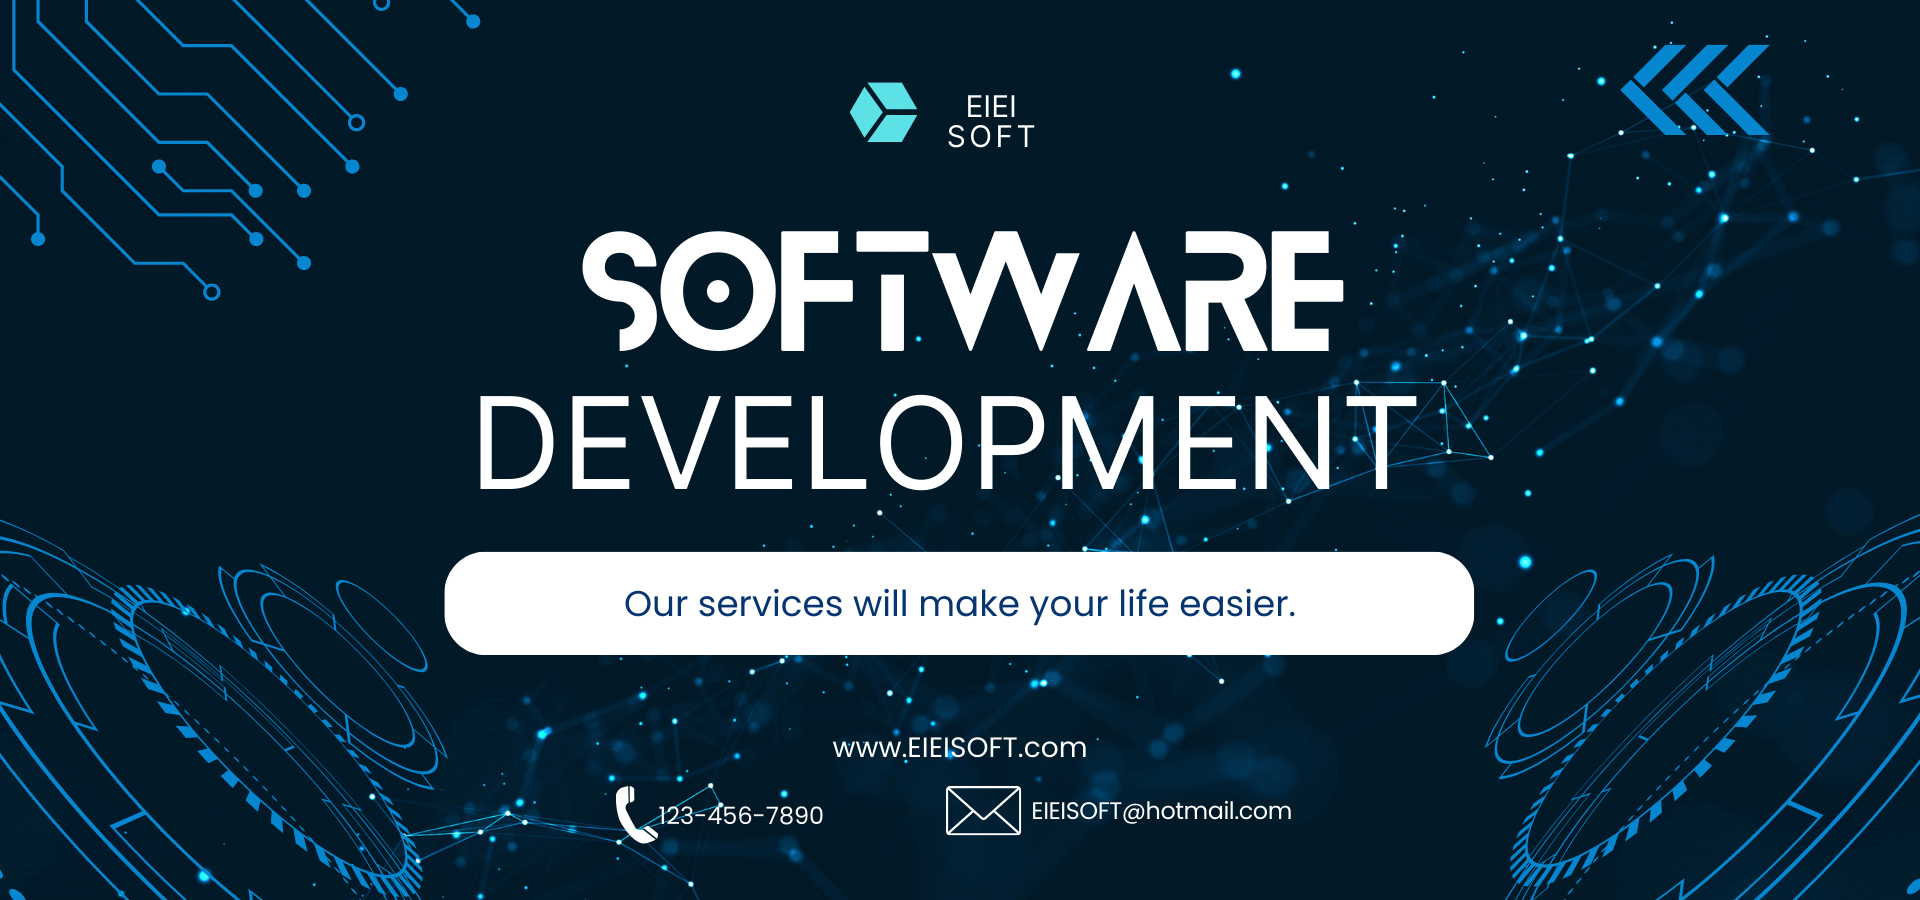 EIEI
SOFT
SOFTWARE
DEVELOPMENT
Our services will make your life easier.
www.EIEISOFT.com
123-456-7890
EIEISOFT@hotmail.com